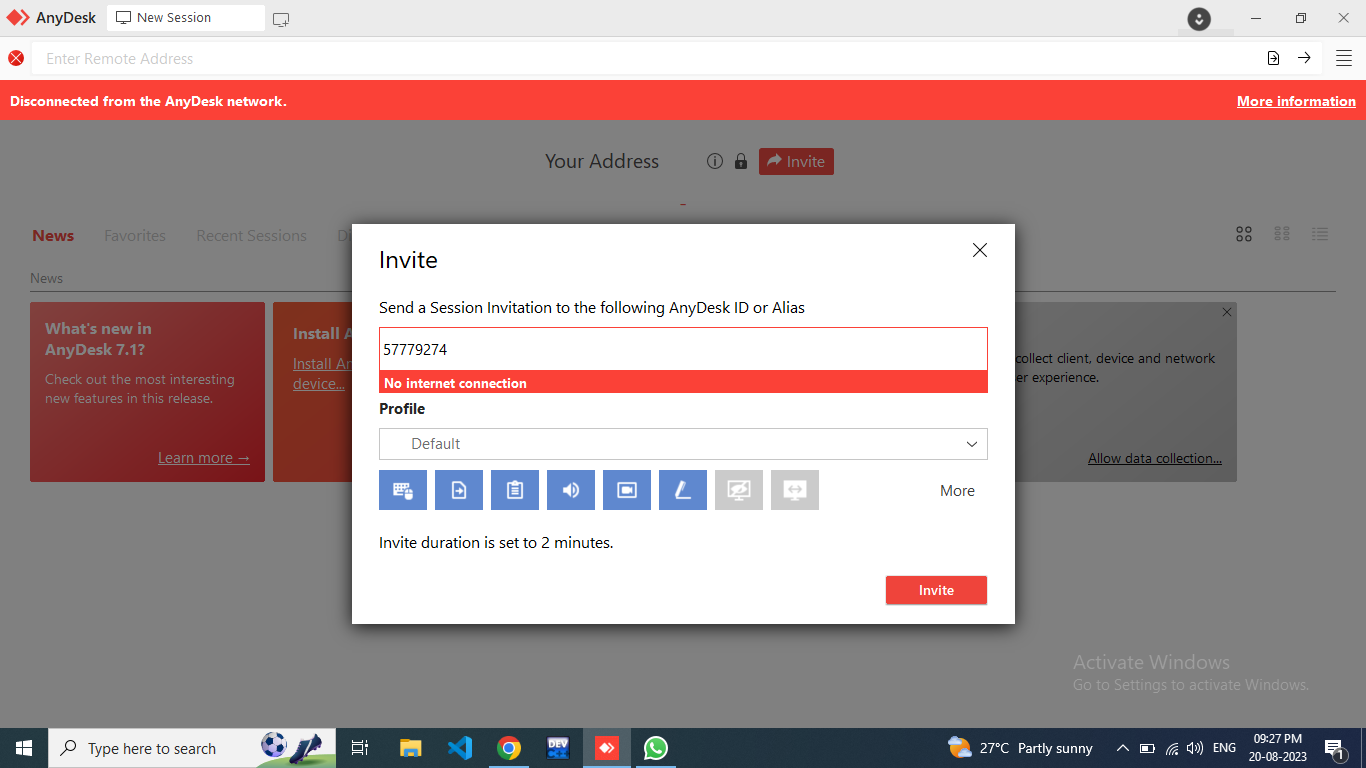 AnyDesk
New Session
Enter Remote Address
Disconnected from the AnyDesk network.
More information
Your Address
Invite
News
Favorites
Recent Sessions
News
What's new in
AnyDesk 7.1?
Check out the most interesting
new features in this release.
Learn more →
Install
Install
device...
collect client, device and network
experience.
Allow data collection...
Invite
Send a Session Invitation to the following AnyDesk ID or Alias
57779274
No internet connection
Profile
Default
More
Invite duration is set to 2 minutes.
Invite
Activate Windows
Go to Settings to activate Windows.
Type here to search
DEV
27°C Partly sunny
ENG
09:27 PM
20-08-2023
1